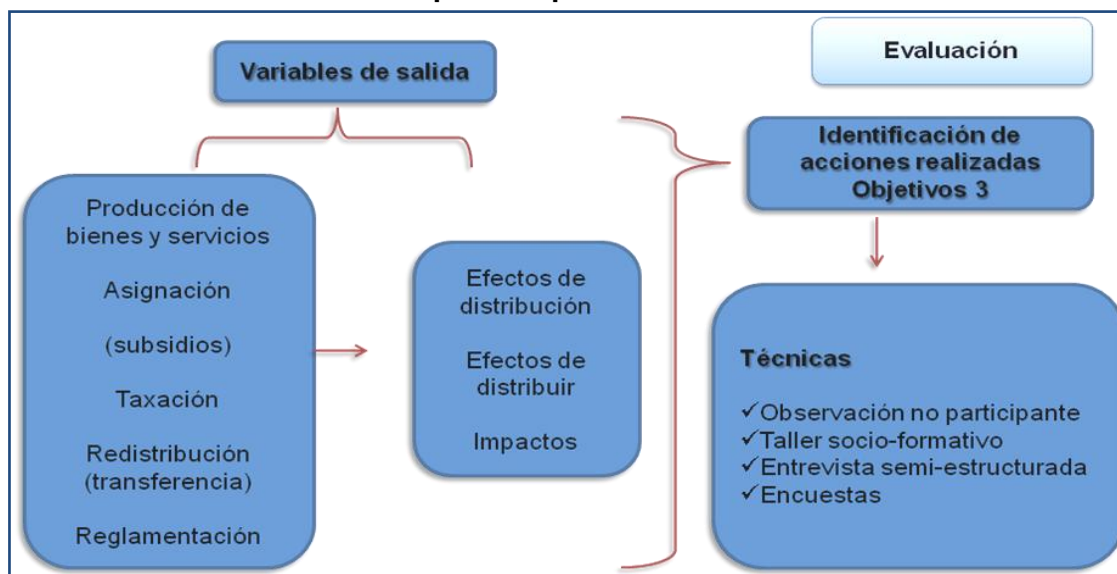 Variables de salida
Producción de
bienes y servicios
Asignación
(subsidios)
Taxación
Redistribución
(transferencia)
Reglamentación
Efectos de
distribución
Efectos de
distribuir
Impactos
Evaluación
Identificación de
acciones realizadas
Objetivos 3
Técnicas
✓Observación no participante
✓Taller socio-formativo
✓Entrevista semi-estructurada
✓Encuestas